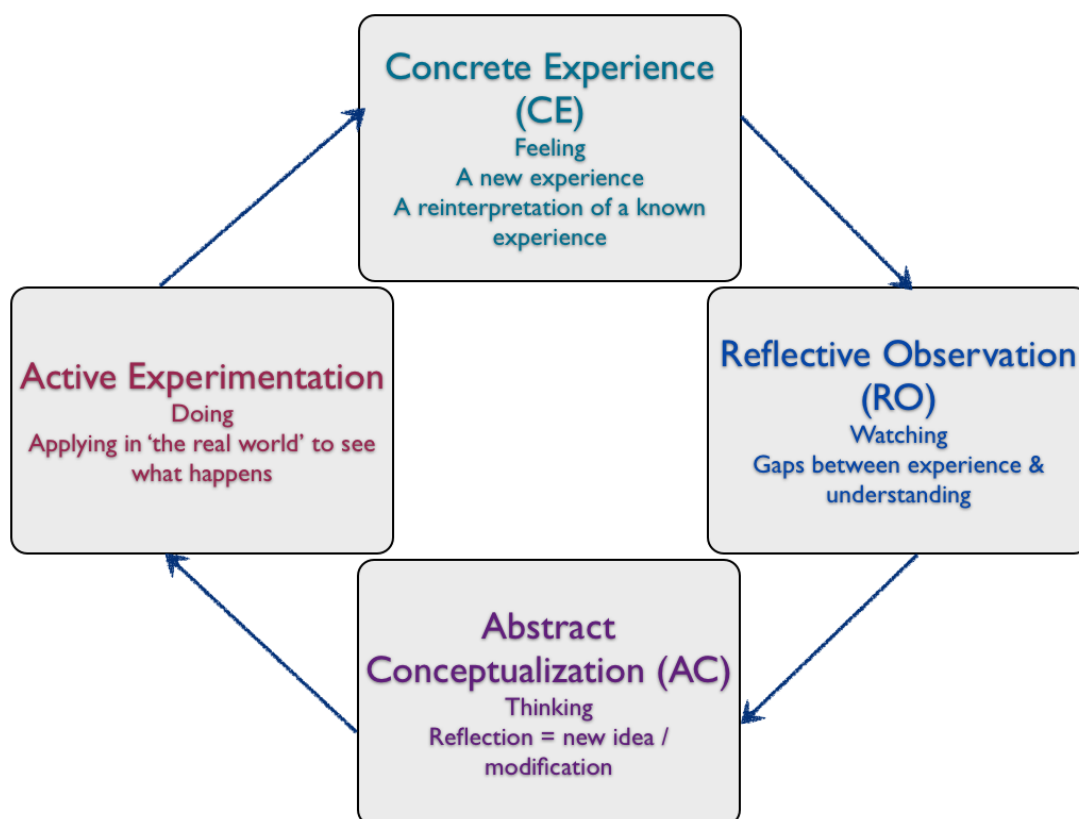 Concrete Experience
(CE)
Feeling
A new experience
A reinterpretation of a known
experience
Reflective Observation
(RO)
Watching
Gaps between experience &
understanding
Abstract
Conceptualization (AC)
Thinking
Reflection = new idea /
modification
Active Experimentation
Doing
Applying in ‘the real world’ to see
what happens